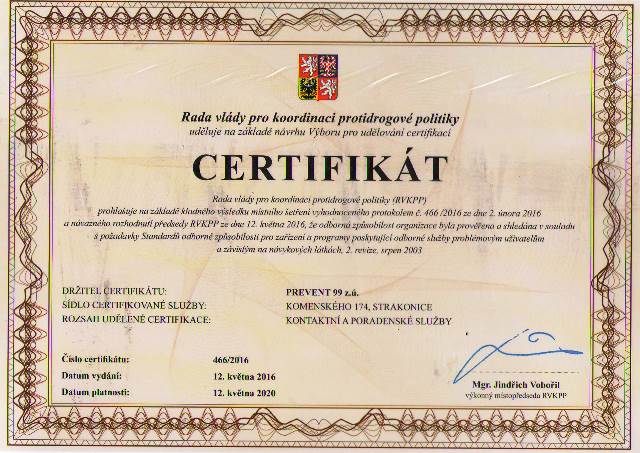 Rada vlády pro koordinaci protidrogové politiky
uděluje na základě návrhu Výboru pro udělování certifikací
CERTIFIKÁT
Rada vlády pro koordinaci protidrogové politiky (RVKPP)
prohlašuje na základě kladného výsledku místního šetření vyhodnoceného protokolem č. 466 /2016 ze dne 2. února 2016
a návazného rozhodnutí předsedy RVKPP ze dne 12. května 2016, že odborná způsobilost organizace byla prověřena a shledána v souladu
s požadavky Standardů odborné způsobilosti pro zařízení a programy poskytující odborné služby problémovým uživatelům
a závislým na návykových látkách, 2. revize, srpen 2003
DRŽITEL CERTIFIKÁTU: PREVENT 99 z.ú.
SÍDLO CERTIFIKOVANÉ SLUŽBY: KOMENSKÉHO 174, STRAKONICE
ROZSAH UDĚLENÉ CERTIFIKACE: KONTAKTNÍ A PORADENSKÉ SLUŽBY
Číslo certifikátu: 466/2016
Datum vydání: 12. května 2016
Datum platnosti: 12. května 2020
Mgr. Jindřich Vobořil
výkonný místopředseda RVKPP